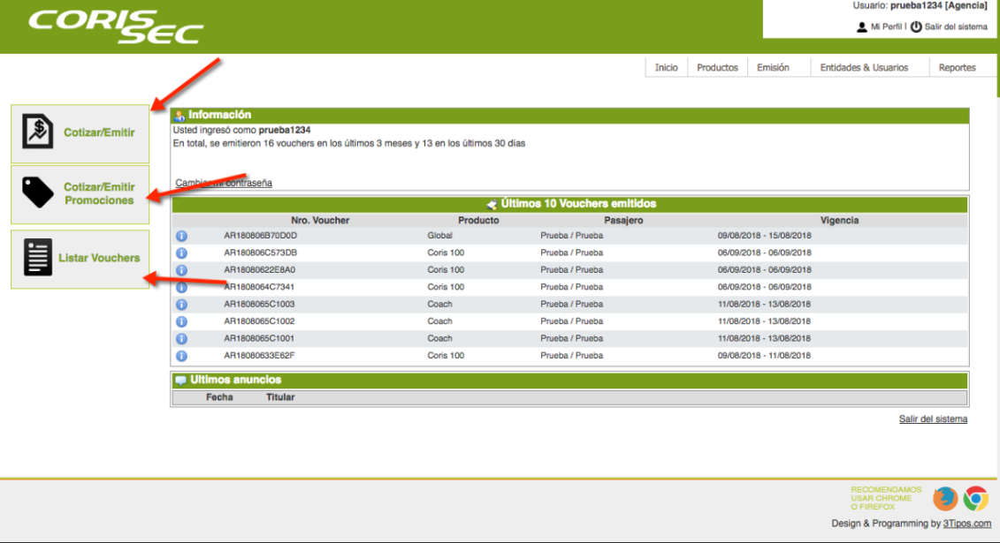 CORIS
SEC
Usuario: prueba1234 [Agencia]
Mi Perfil | Salir del sistema
Inicio Productos Emisión Entidades & Usuarios Reportes
Cotizar/Emitir
Cotizar/Emitir
Promociones
Listar Vouchers
Información
Usted ingresó como prueba1234
En total, se emitieron 16 vouchers en los últimos 3 meses y 13 en los últimos 30 días
Cambiar mi contraseña
Últimos 10 Vouchers emitidos
Nro. Voucher Producto Pasajero Vigencia
AR180806B70D0D Global Prueba / Prueba 09/08/2018 - 15/08/2018
AR180806C573DB Coris 100 Prueba / Prueba 06/09/2018 - 06/09/2018
AR18080622E8A0 Coris 100 Prueba / Prueba 06/09/2018 - 06/09/2018
AR1808064C7341 Coris 100 Prueba / Prueba 06/09/2018 - 06/09/2018
AR1808065C1003 Coach Prueba / Prueba 11/08/2018 - 13/08/2018
AR1808065C1002 Coach Prueba / Prueba 11/08/2018 - 13/08/2018
AR1808065C1001 Coach Prueba / Prueba 11/08/2018 - 13/08/2018
AR18080633E62F Coris 100 Prueba / Prueba 09/08/2018 - 11/08/2018
Ultimos anuncios
Fecha Titular
Salir del sistema
RECOMENDAMOS
USAR CHROME
O FIREFOX
Design & Programming by 3Tipos.com